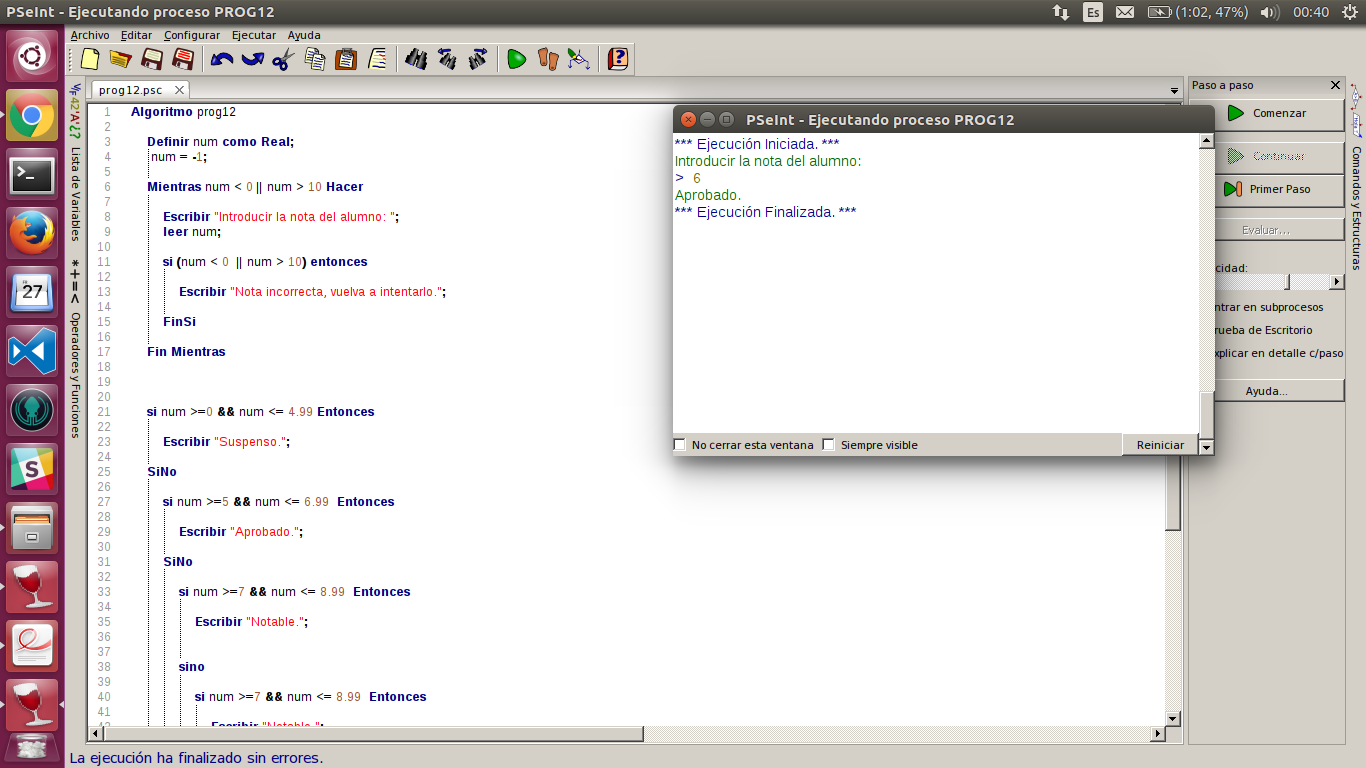 PSeInt - Ejecutando proceso PROG12
Es
(1:02, 47%)
00:40
Archivo Editar Configurar Ejecutar Ayuda
prog12.psc
Lista de Variables
Operadores y Funciones
1 Algoritmo prog12
2
3 Definir num como Real;
4 num = -1;
5
6 Mientras num < 0 || num > 10 Hacer
7
8 Escribir "Introducir la nota del alumno: ";
9 leer num;
10
11 si (num < 0 || num > 10) entonces
12
13 Escribir "Nota incorrecta, vuelva a intentarlo.";
14
15 FinSi
16
17 Fin Mientras
18
19
20
21 si num >=0 && num <= 4.99 Entonces
22
23 Escribir "Suspenso.";
24
25 SiNo
26
27 si num >=5 && num <= 6.99 Entonces
28
29 Escribir "Aprobado.";
30
31 SiNo
32
33 si num >=7 && num <= 8.99 Entonces
34
35 Escribir "Notable.";
36
37
38 sino
39
40 si num >=7 && num <= 8.99 Entonces
41
42 Escribir "Notable.";
PSeInt - Ejecutando proceso PROG12
*** Ejecución Iniciada. ***
Introducir la nota del alumno:
> 6
Aprobado.
*** Ejecución Finalizada. ***
No cerrar esta ventana
Siempre visible
Reiniciar
Paso a paso
Comenzar
Continuar
Primer Paso
Evaluar...
cidad:
ntrar en subprocesos
rueba de Escritorio
xplicar en detalle c/paso
Ayuda...
Comandos y Estructuras
27
S
La ejecución ha finalizado sin errores.